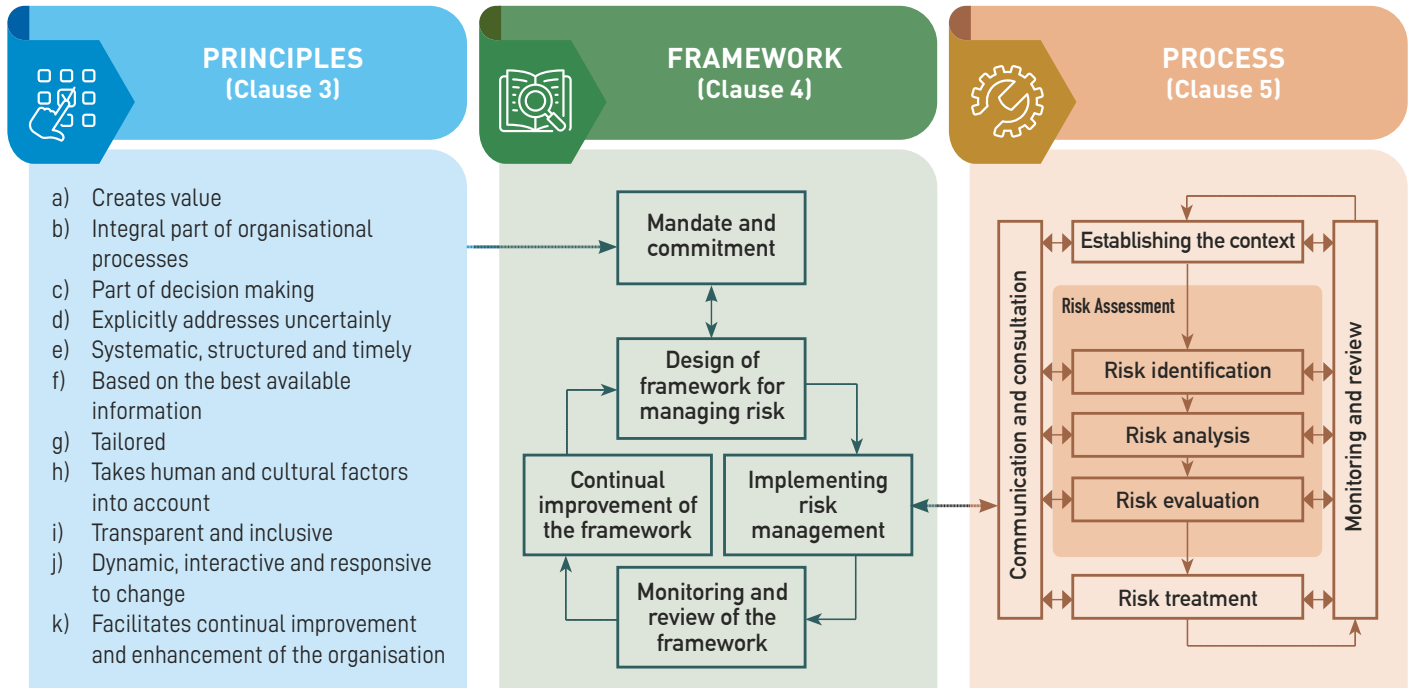 PRINCIPLES
(Clause 3)
a) Creates value
b) Integral part of organisational
processes
c) Part of decision making
d) Explicitly addresses uncertainly
e) Systematic, structured and timely
f) Based on the best available
information
g) Tailored
h) Takes human and cultural factors
into account
i) Transparent and inclusive
j) Dynamic, interactive and responsive
to change
k) Facilitates continual improvement
and enhancement of the organisation
FRAMEWORK
(Clause 4)
Mandate and
commitment
Design of
framework for
managing risk
Continual
improvement of
the framework
Implementing
risk
management
Monitoring and
review of the
framework
PROCESS
(Clause 5)
Communication and consultation
Establishing the context
Risk Assessment
Risk identification
Risk analysis
Risk evaluation
Risk treatment
Monitoring and review